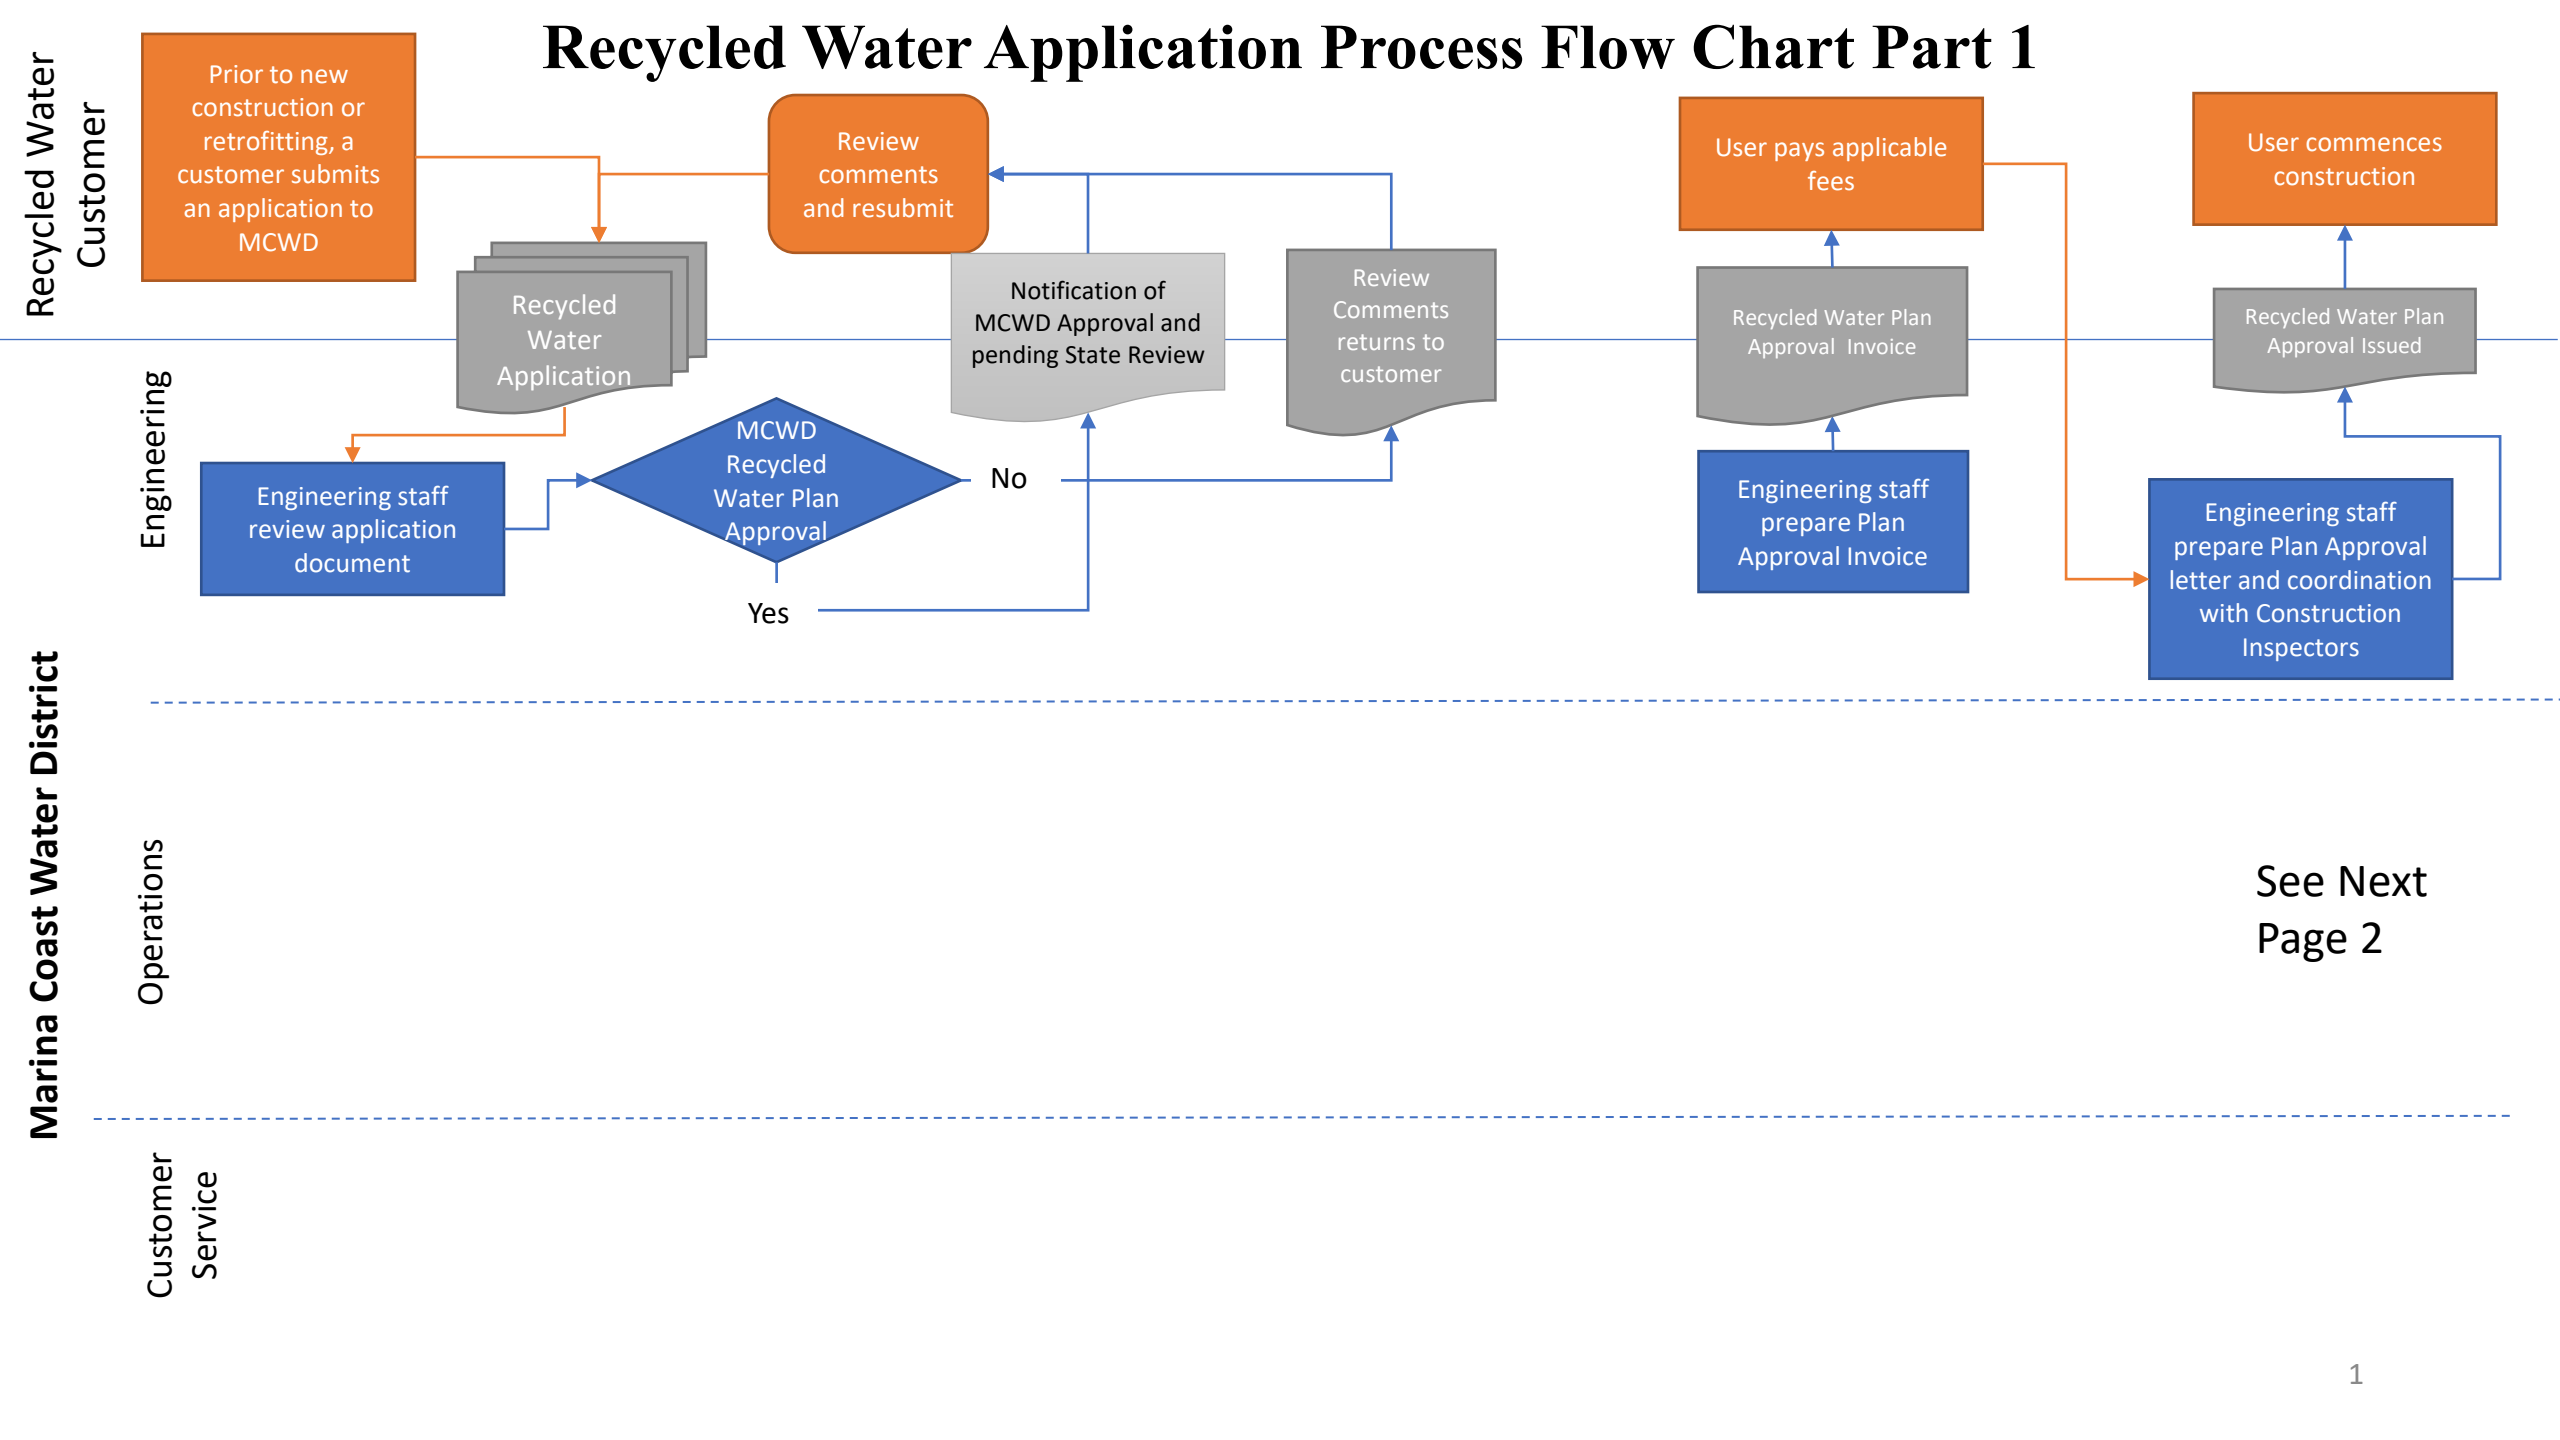 Recycled Water Application Process Flow Chart Part 1
Recycled Water
Customer
Prior to new
construction or
retrofitting, a
customer submits
an application to
MCWD
Review
comments
and resubmit
User pays applicable
fees
User commences
construction
Recycled
Water
Application
Notification of
MCWD Approval and
pending State Review
Review
Comments
returns to
customer
Recycled Water Plan
Approval Invoice
Recycled Water Plan
Approval Issued
Marina Coast Water District
Engineering
Engineering staff
review application
document
MCWD
Recycled
Water Plan
Approval
No
Yes
Engineering staff
prepare Plan
Approval Invoice
Engineering staff
prepare Plan Approval
letter and coordination
with Construction
Inspectors
Operations
See Next
Page 2
Customer
Service
1